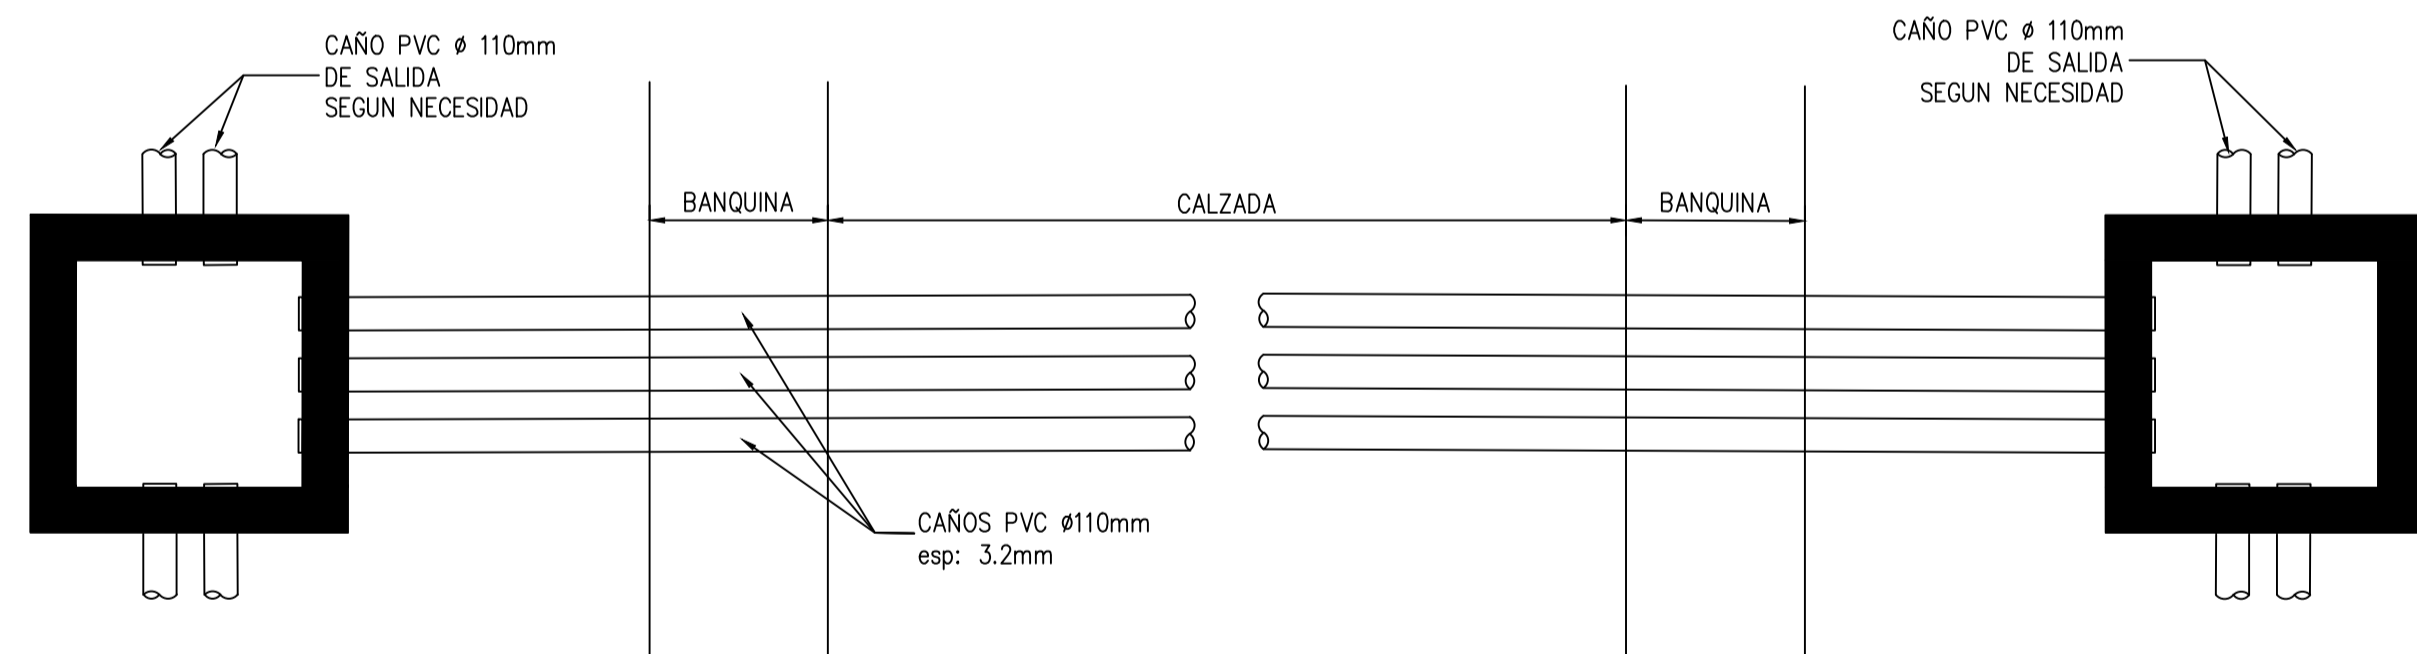 CAÑO PVC ø 110mm
DE SALIDA
SEGUN NECESIDAD
CAÑO PVC ø 110mm
DE SALIDA
SEGUN NECESIDAD
BANQUINA
CALZADA
BANQUINA
CAÑOS PVC ø110mm
esp: 3.2mm